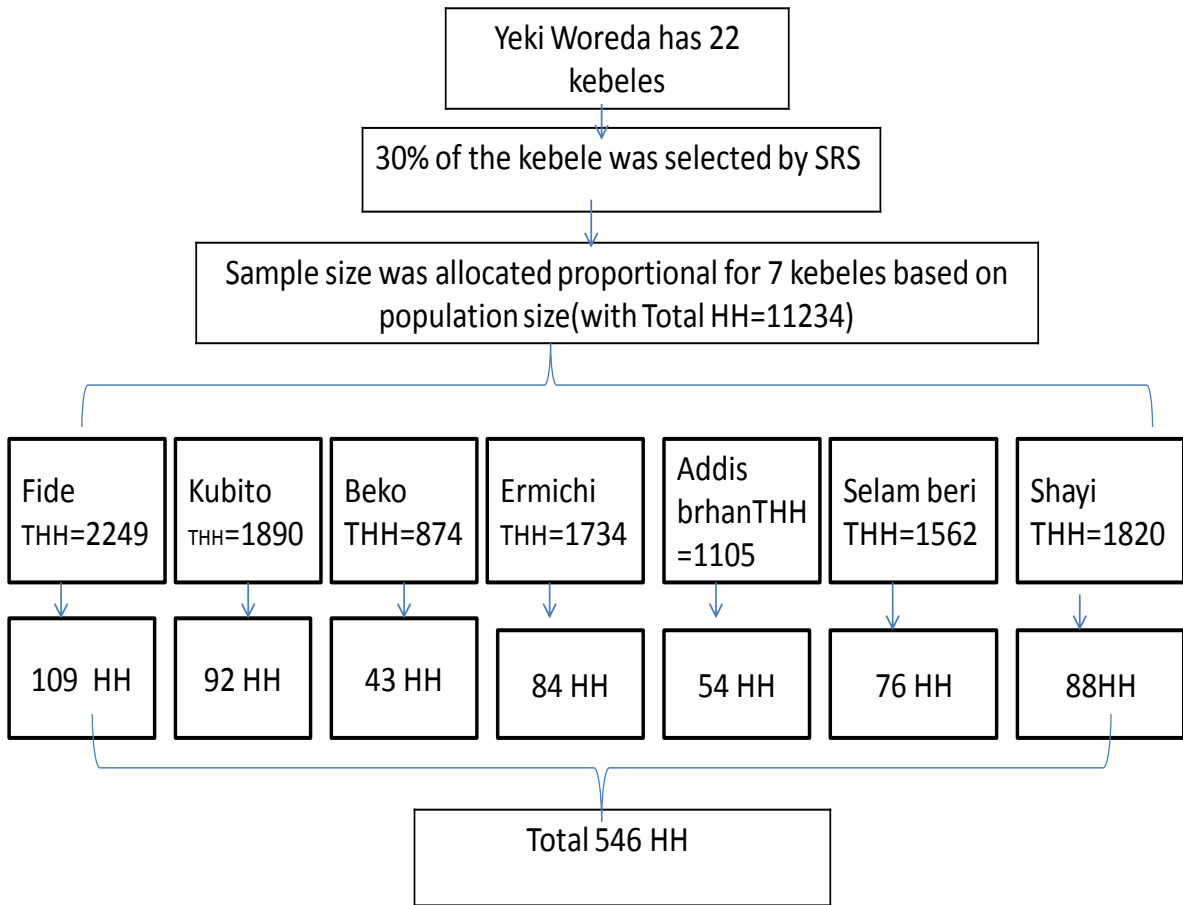 Yeki Woreda has 22
kebeles
30% of the kebele was selected by SRS
Sample size was allocated proportional for 7 kebeles based on
population size(with Total HH=11234)
Fide
THH=2249
Kubito
THH=1890
Beko
THH=874
Ermichi
THH=1734
Addis
brhanTHH
=1105
Selam beri
THH=1562
Shayi
THH=1820
109 HH
92 HH
43 HH
84 HH
54 HH
76 HH
88HH
Total 546 HH